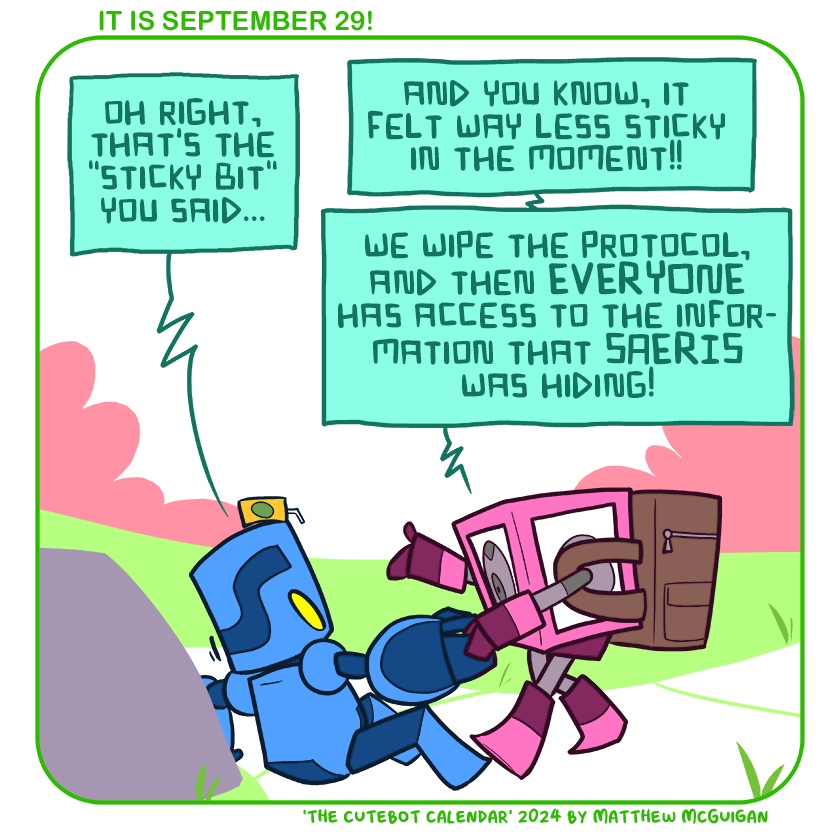 IT IS SEPTEMBER 29!
OH RIGHT,
THAT'S THE
"STICKY BIT"
YOU SAID...
AND YOU KNOW, IT
FELT WAY LESS STICKY
IN THE MOMENT!!
WE WIPE THE PROTOCOL,
AND THEN EVERYONE
HAS ACCESS TO THE INFOR-
MATION THAT SAERIS
WAS HIDING!
'THE CUTEBOT CALENDAR' 2024 BY MATTHEW MCGUIGAN